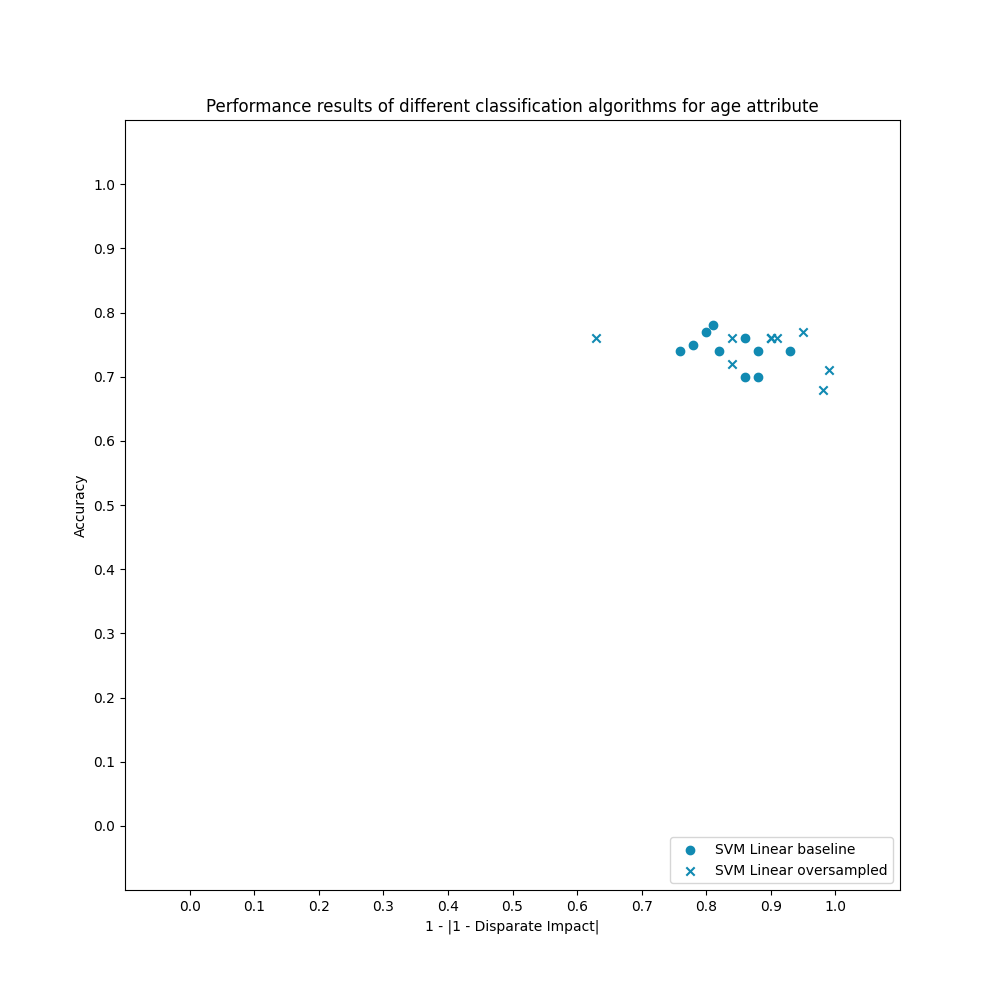 Performance results of different classification algorithms for age attribute
1.0
0.9
0.8
0.7
0.6
0.5
0.4
0.3
0.2
0.1
0.0
Accuracy
SVM Linear baseline
SVM Linear oversampled
0.0 0.1 0.2 0.3 0.4 0.5 0.6 0.7 0.8 0.9 1.0
1 - |1 - Disparate Impact|